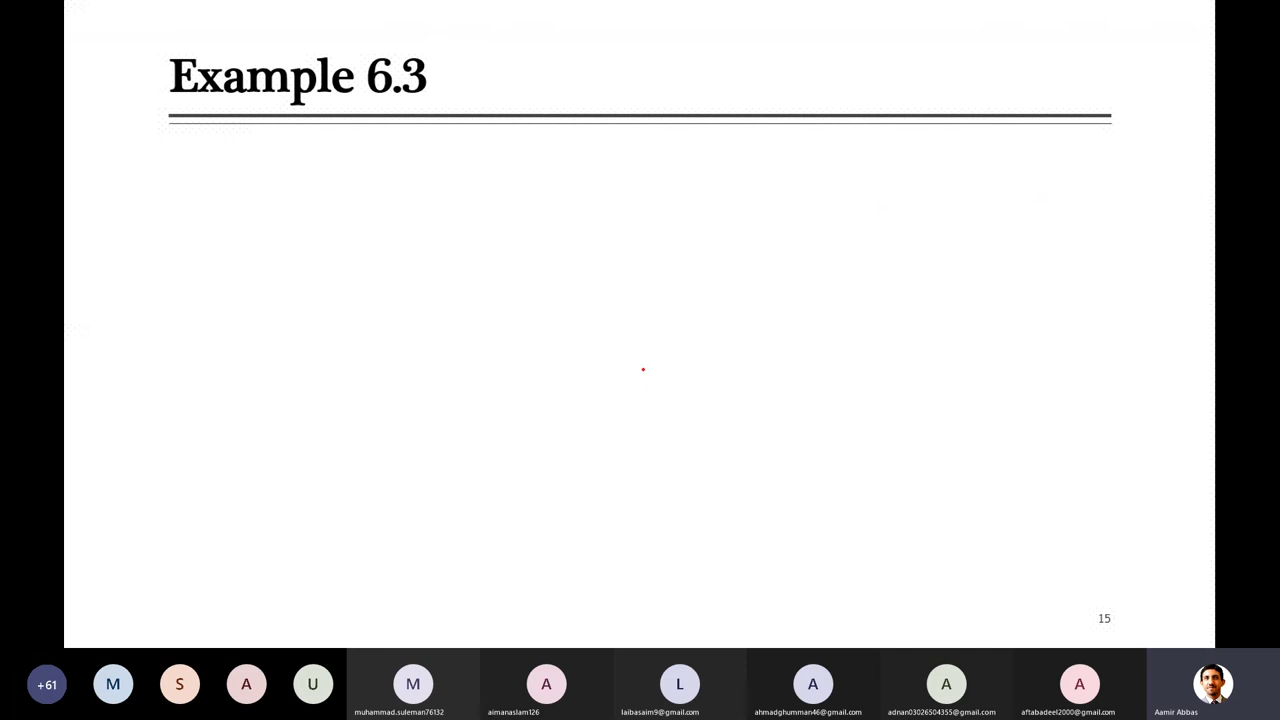 Example 6.3
15
+61
M
S
A
U
M
A
L
A
A
A
muhammad.suleman76132
aimanaslam126
laibasaim9@gmail.com
ahmadghumman46@gmail.com
adnan03026504355@gmail.com
aftabadeel2000@gmail.com
Aamir Abbas